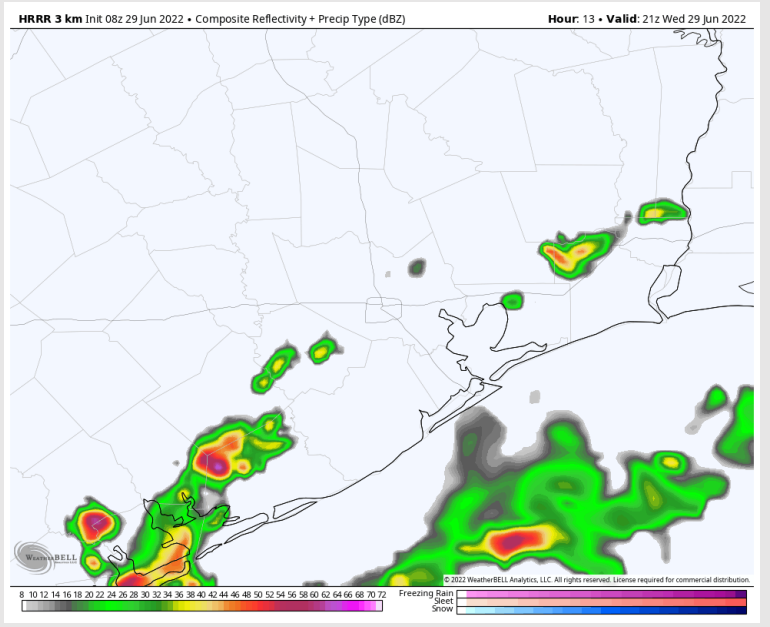 HRRR 3 km Init 08z 29 Jun 2022 • Composite Reflectivity + Precip Type (dBZ)
Hour: 13 • Valid: 21z Wed 29 Jun 2022
WEATHERBELL
© 2022 WeatherBELL Analytics, LLC. All rights reserved. License required for commercial distribution.
8 10 12 14 16 18 20 22 24 26 28 30 32 34 36 38 40 42 44 46 48 50 52 54 56 58 60 62 64 66 68 70 72
Freezing Rain
Sleet
Snow